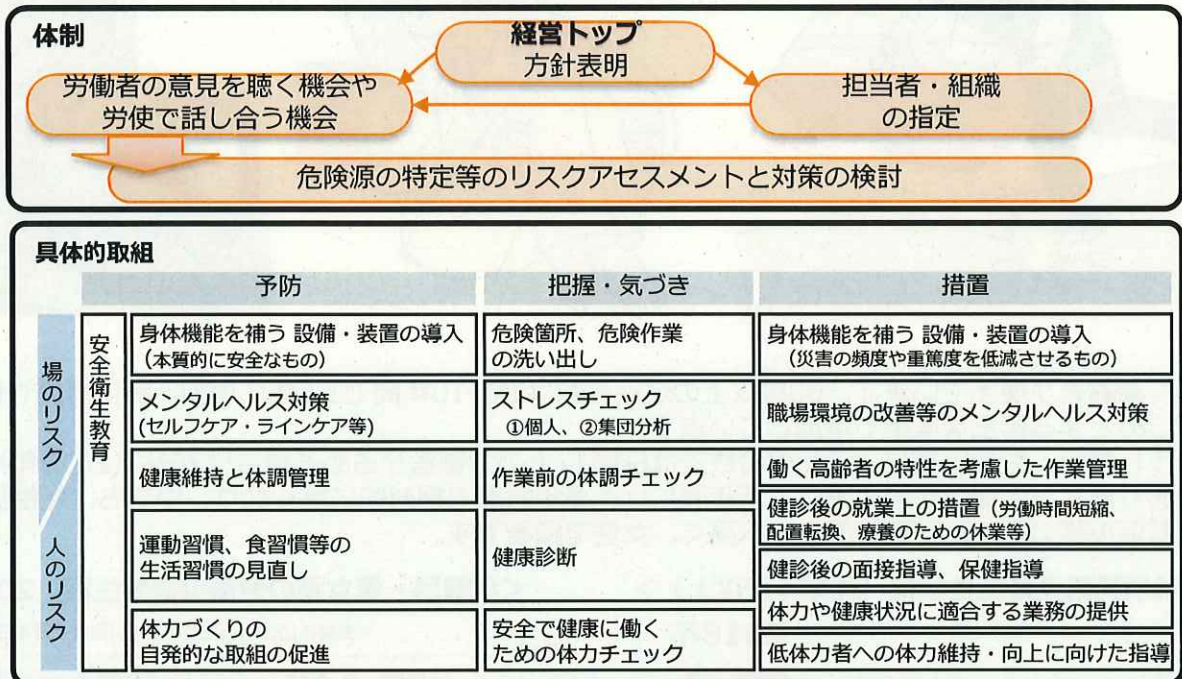 体制
経営トップ
方針表明
労働者の意見を聴く機会や
労使で話し合う機会
担当者・組織
の指定
危険源の特定等のリスクアセスメントと対策の検討
具体的取組
予防
把握・気づき
措置
場のリスク
人のリスク
安全衛生教育
身体機能を補う 設備・装置の導入
（本質的に安全なもの）
危険箇所、危険作業
の洗い出し
身体機能を補う 設備・装置の導入
（災害の頻度や重篤度を低減させるもの）
メンタルヘルス対策
(セルフケア・ラインケア等)
ストレスチェック
①個人、②集団分析
職場環境の改善等のメンタルヘルス対策
健康維持と体調管理
作業前の体調チェック
働く高齢者の特性を考慮した作業管理
運動習慣、食習慣等の
生活習慣の見直し
健康診断
健診後の就業上の措置（労働時間短縮、
配置転換、療養のための休業等）
健診後の面接指導、保健指導
体力づくりの
自発的な取組の促進
安全で健康に働く
ための体力チェック
体力や健康状況に適合する業務の提供
低体力者への体力維持・向上に向けた指導